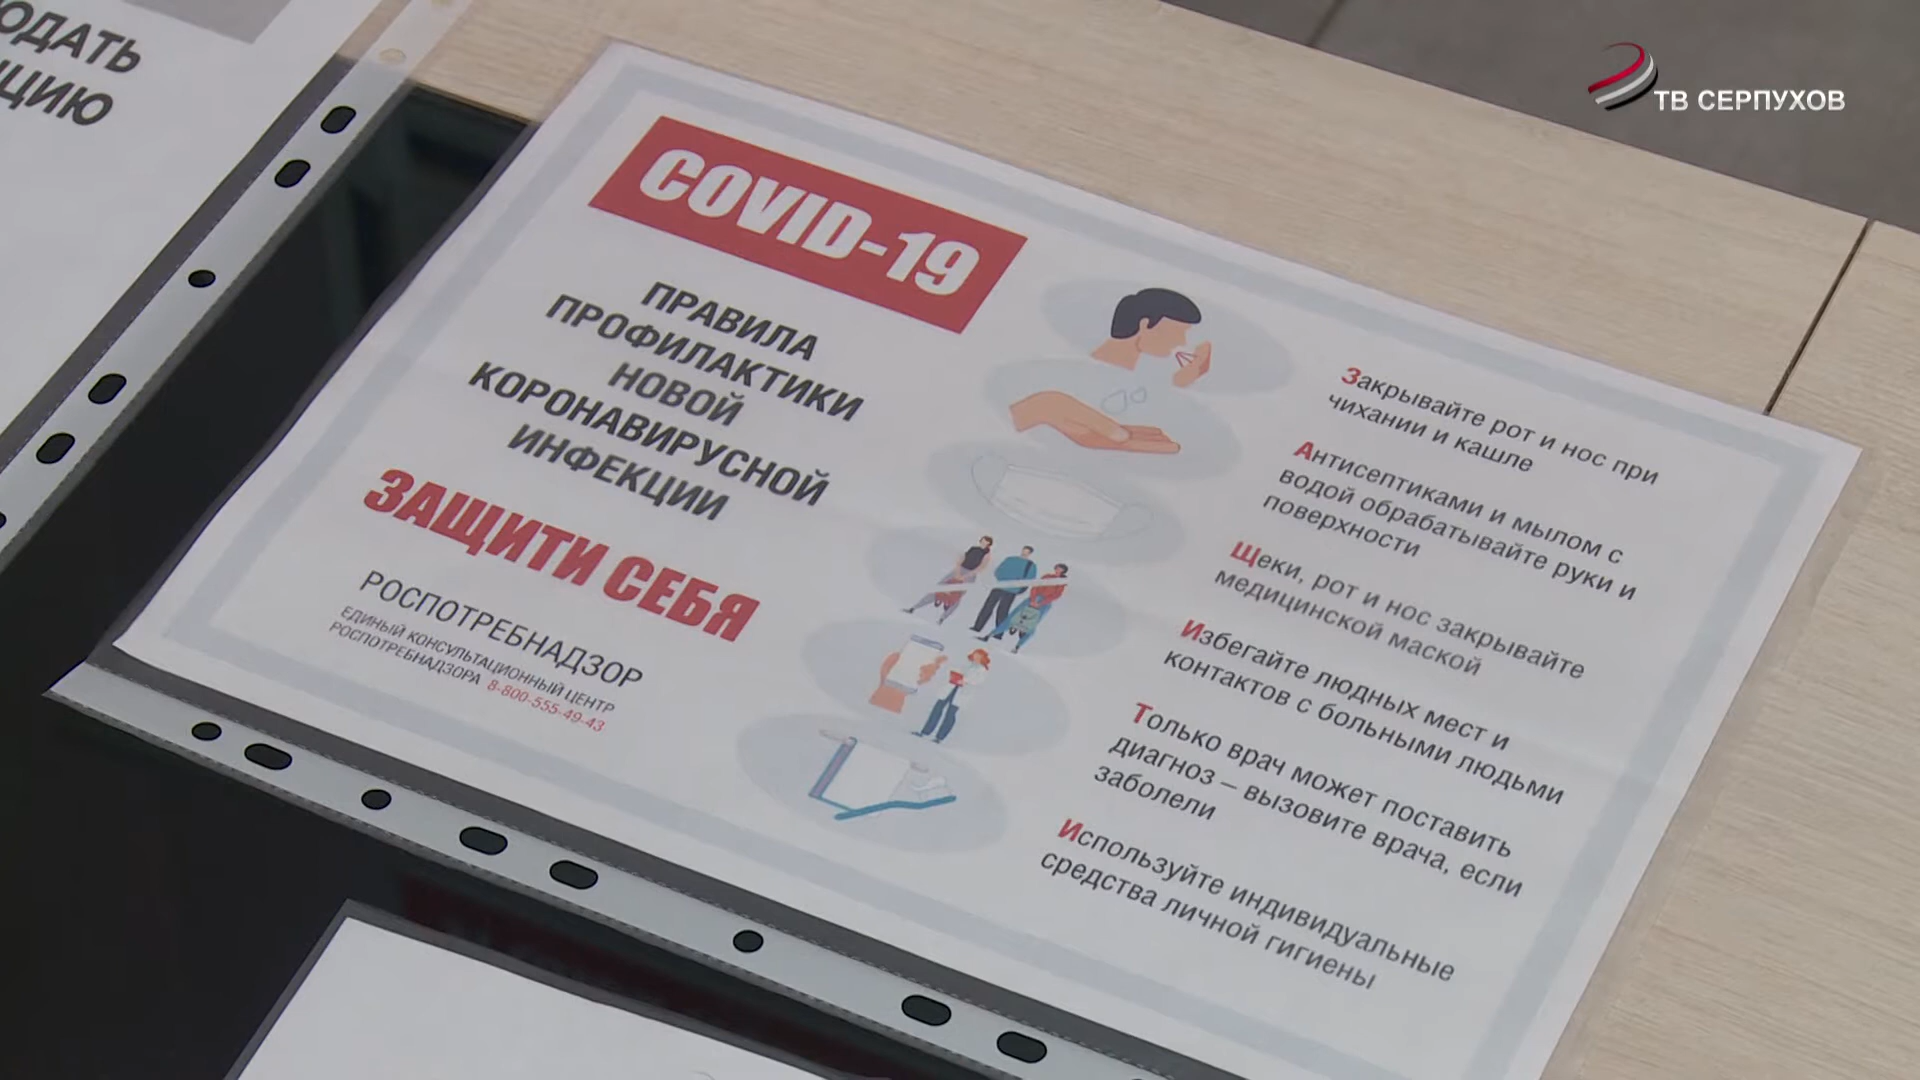 ТВ СЕРПУХОВ
COVID-19
ПРАВИЛА
ПРОФИЛАКТИКИ
НОВОЙ
КОРОНАВИРУСНОЙ
ИНФЕКЦИИ
ЗАЩИТИ СЕБЯ
РОСПОТРЕБНАДЗОР
ЕДИНЫЙ КОНСУЛЬТАЦИОННЫЙ ЦЕНТР
РОСПОТРЕБНАДЗОРА 8-800-555-49-43
Закрывайте рот и нос при
чихании и кашле
Антисептиками и мылом с
водой обрабатывайте руки и
поверхности
Щеки, рот и нос закрывайте
медицинской маской
Избегайте людных мест и
контактов с больными людьми
Только врач может поставить
диагноз – вызовите врача, если
заболели
Используйте индивидуальные
средства личной гигиены